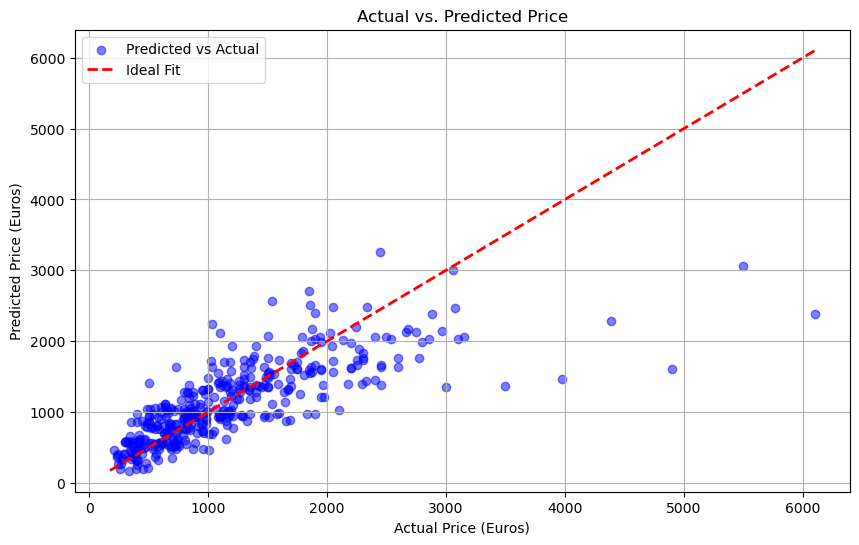 Actual vs. Predicted Price
Predicted vs Actual
Ideal Fit
Predicted Price (Euros)
6000
5000
4000
3000
2000
1000
0
0 1000 2000 3000 4000 5000 6000
Actual Price (Euros)